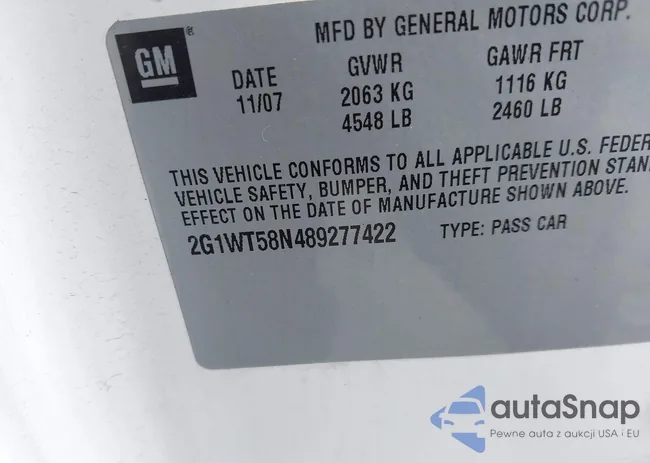 GM
®
MFD BY GENERAL MOTORS CORP.
DATE GVWR GAWR FRT
11/07 2063 KG 1116 KG
4548 LB 2460 LB
THIS VEHICLE CONFORMS TO ALL APPLICABLE U.S. FEDER
VEHICLE SAFETY, BUMPER, AND THEFT PREVENTION STAN
EFFECT ON THE DATE OF MANUFACTURE SHOWN ABOVE.
2G1WT58N489277422 TYPE: PASS CAR
autaSnap
Pewne auta z aukcji USA i EU